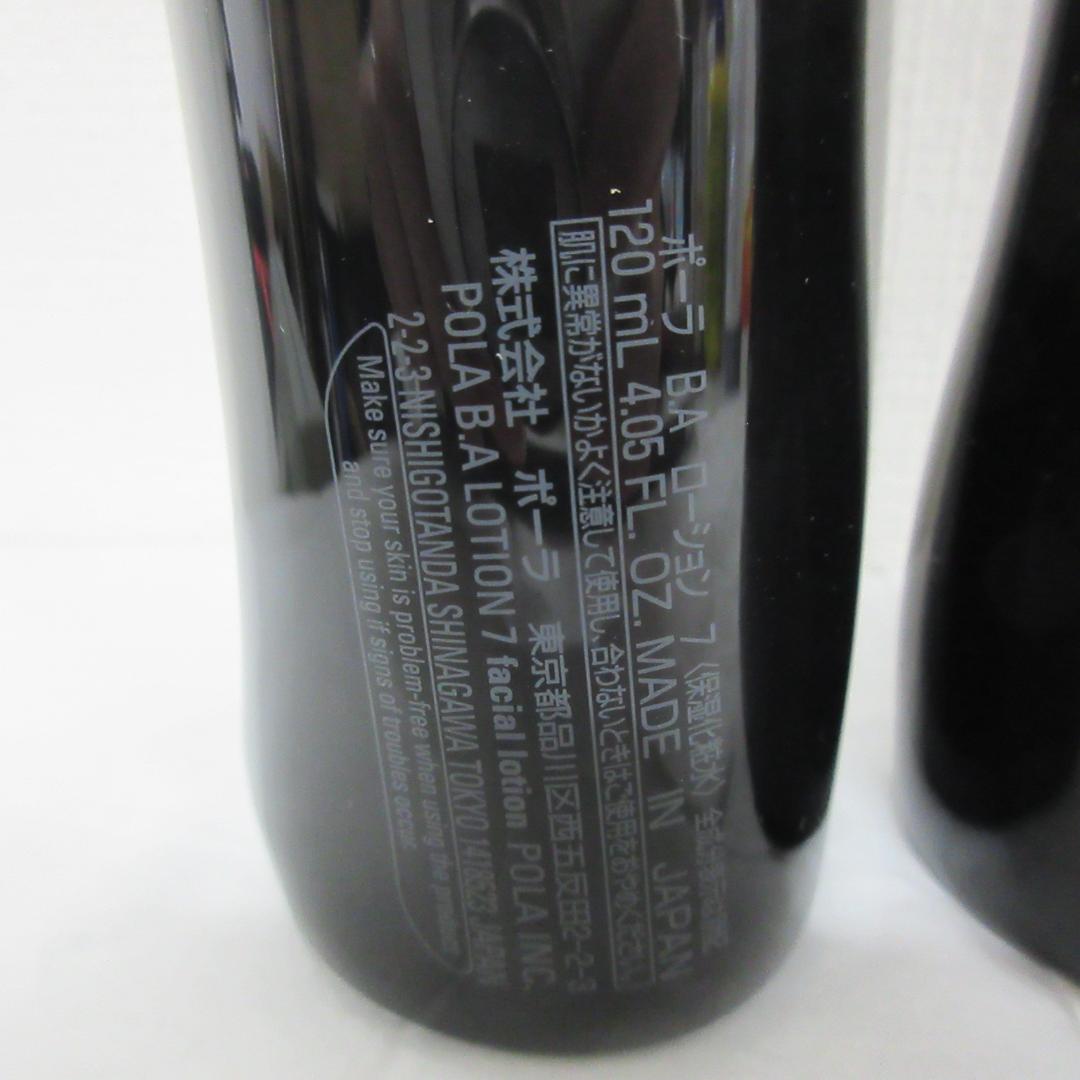 ポーラ B.A ローション 7〈保湿化粧水〉
120 mL 4.05 FL. OZ. MADE IN JAPAN
肌に異常がないかよく注意して使用し、合わないときはご使用をおやめください。
株式会社 ポーラ 東京都品川区西五反田2-2-3
POLA B.A LOTION 7 facial lotion POLA INC.
2-2-3 NISHIGOTANDA SHINAGAWA TOKYO 1418523 JAPAN
Make sure your skin is problem-free when using the product
and stop using if signs of troubles occur.